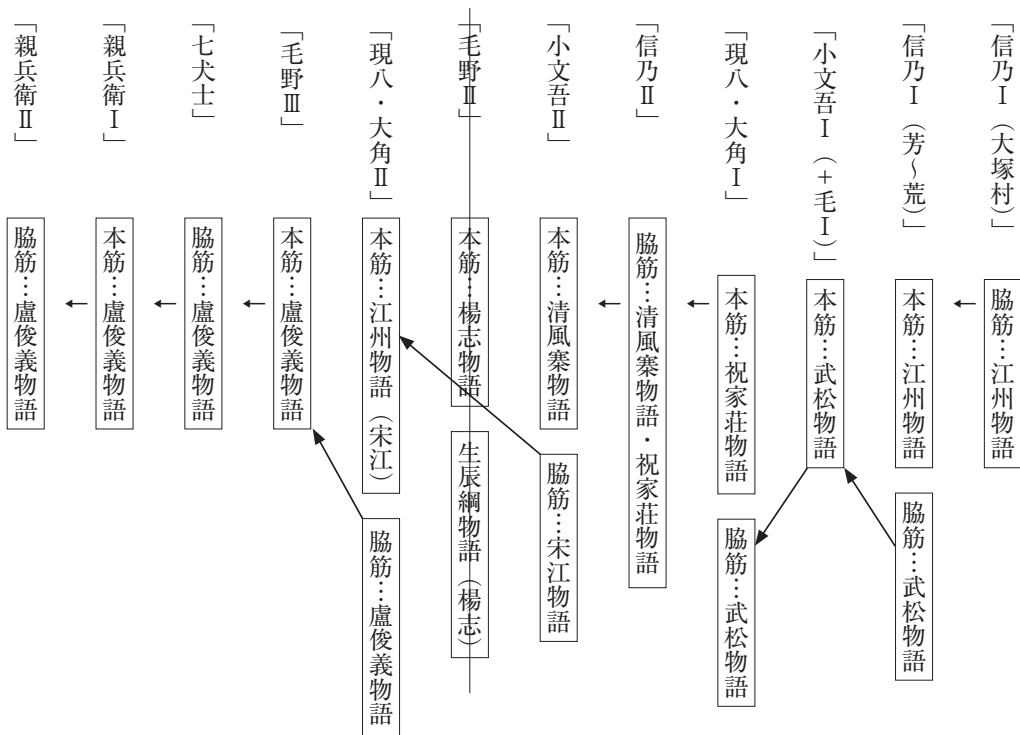 「信乃Ⅰ（大塚村）」
脇筋…江州物語
「信乃Ⅰ（芳～荒）」
本筋…江州物語
脇筋…武松物語
「小文吾Ⅰ（＋毛Ⅰ）」
本筋…武松物語
「現八・大角Ⅰ」
本筋…祝家荘物語
脇筋…武松物語
「信乃Ⅱ」
脇筋…清風寨物語・祝家荘物語
「小文吾Ⅱ」
本筋…清風寨物語
脇筋…宋江物語
「毛野Ⅱ」
本筋…楊志物語
生辰綱物語（楊志）
「現八・大角Ⅱ」
本筋…江州物語（宋江）
脇筋…盧俊義物語
「毛野Ⅲ」
本筋…盧俊義物語
「七犬士」
脇筋…盧俊義物語
「親兵衛Ⅰ」
本筋…盧俊義物語
「親兵衛Ⅱ」
脇筋…盧俊義物語